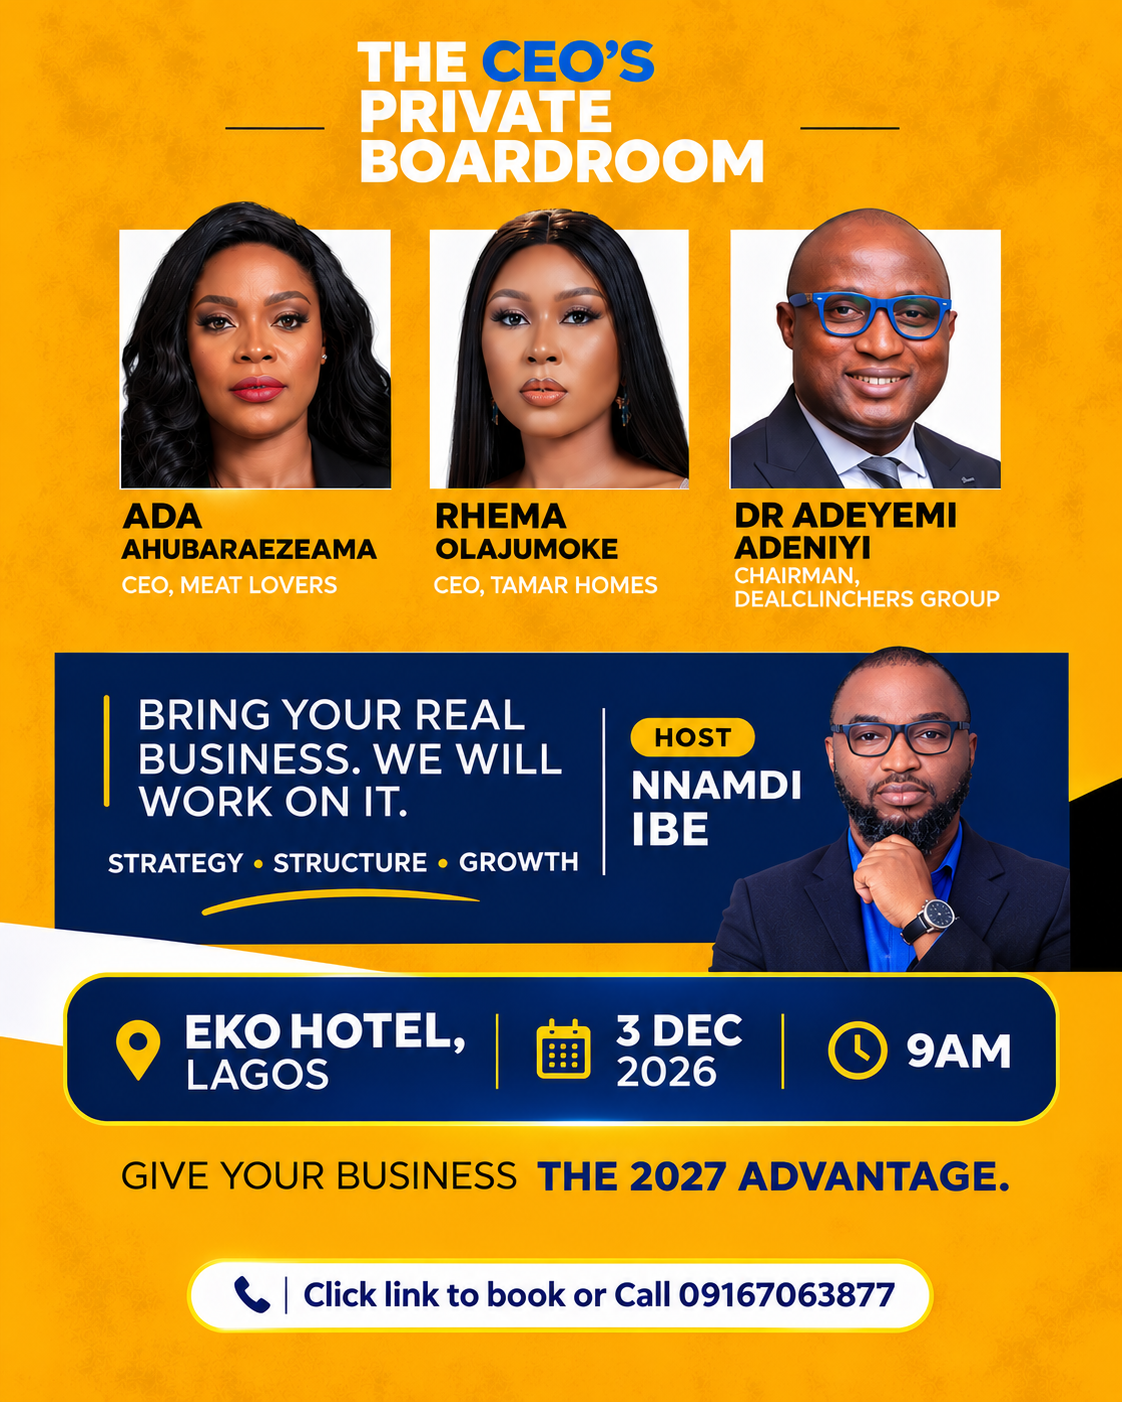 THE CEO'S
PRIVATE
BOARDROOM
ADA
AHUBARAEZEAMA
CEO, MEAT LOVERS
RHEMA
OLAJUMOKE
CEO, TAMAR HOMES
DR ADEYEMI
ADENIYI
CHAIRMAN,
DEALCLINCHERS GROUP
BRING YOUR REAL
BUSINESS. WE WILL
WORK ON IT.
STRATEGY • STRUCTURE • GROWTH
HOST
NNAMDI
IBE
EKO HOTEL,
LAGOS
3 DEC
2026
9AM
GIVE YOUR BUSINESS THE 2027 ADVANTAGE.
Click link to book or Call 09167063877